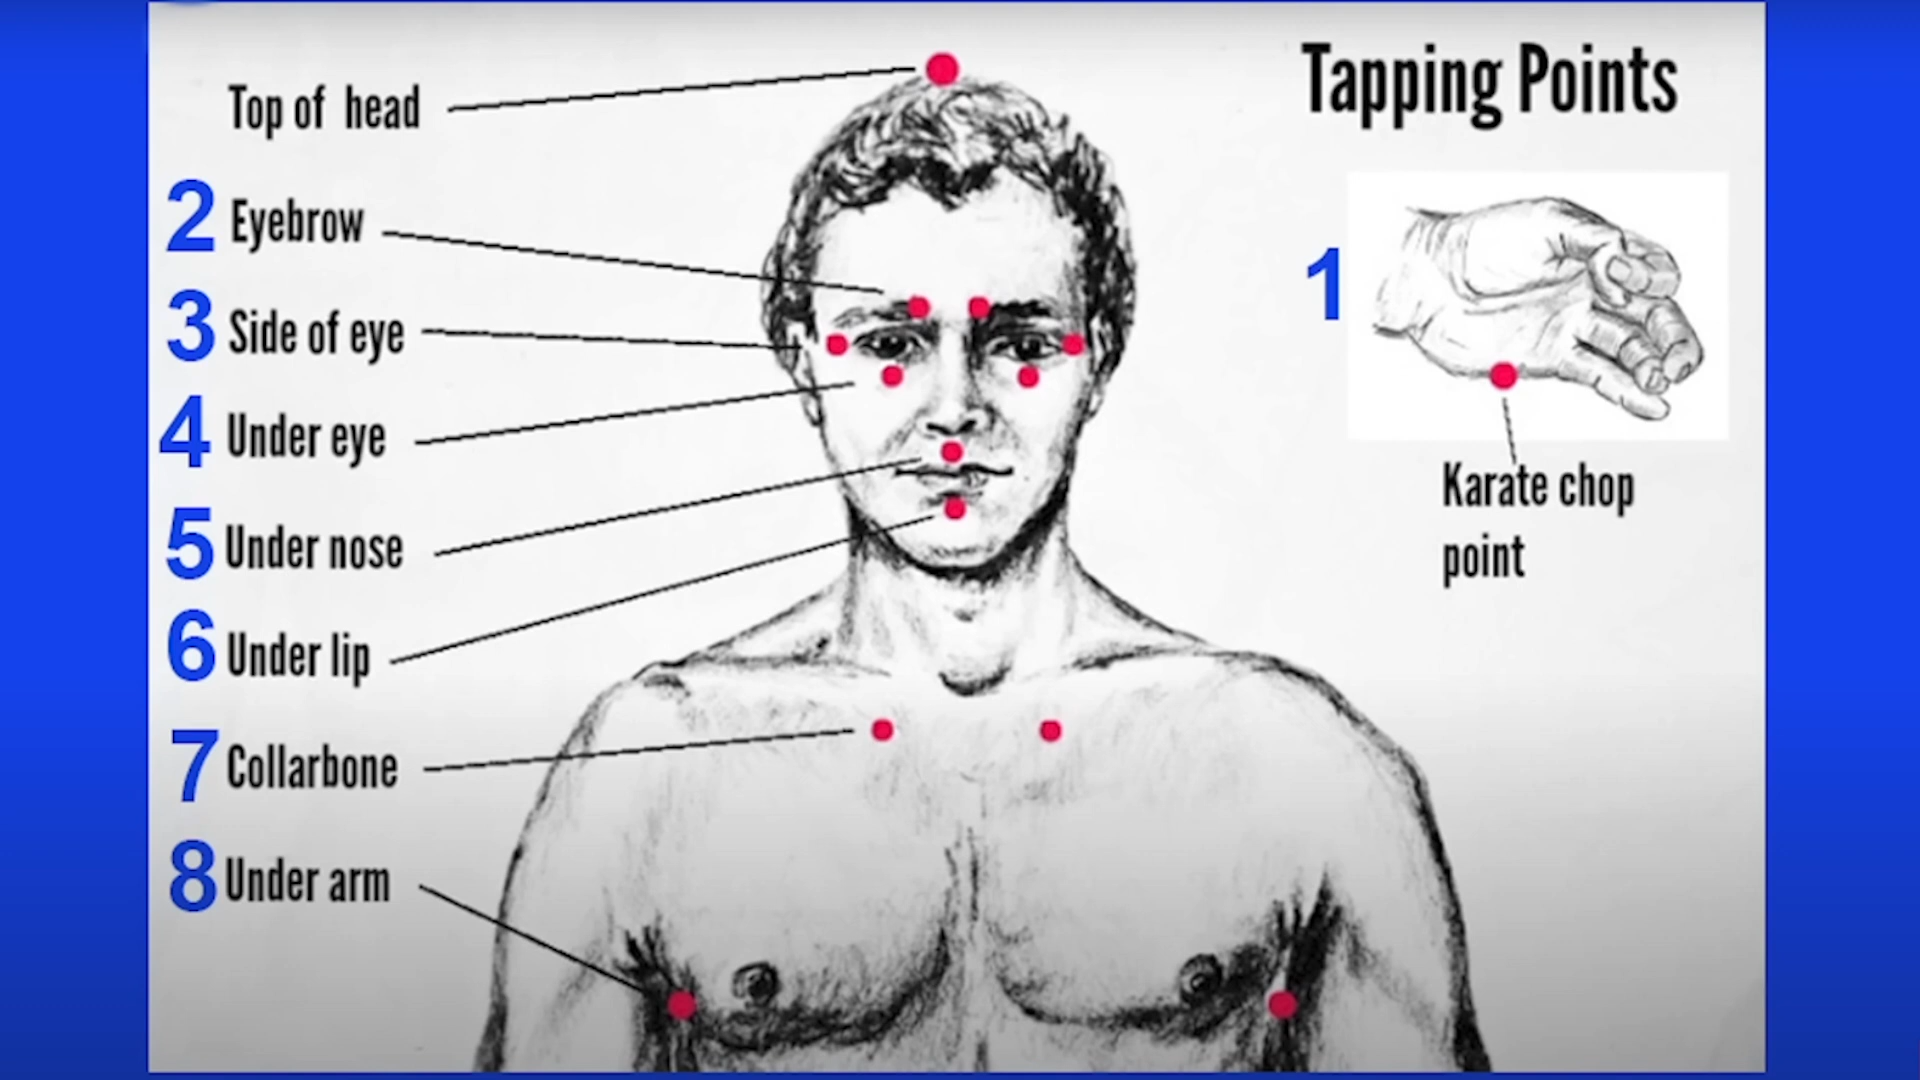 Tapping Points
Top of head
2 Eyebrow
3 Side of eye
4 Under eye
5 Under nose
6 Under lip
7 Collarbone
8 Under arm
1
Karate chop
point